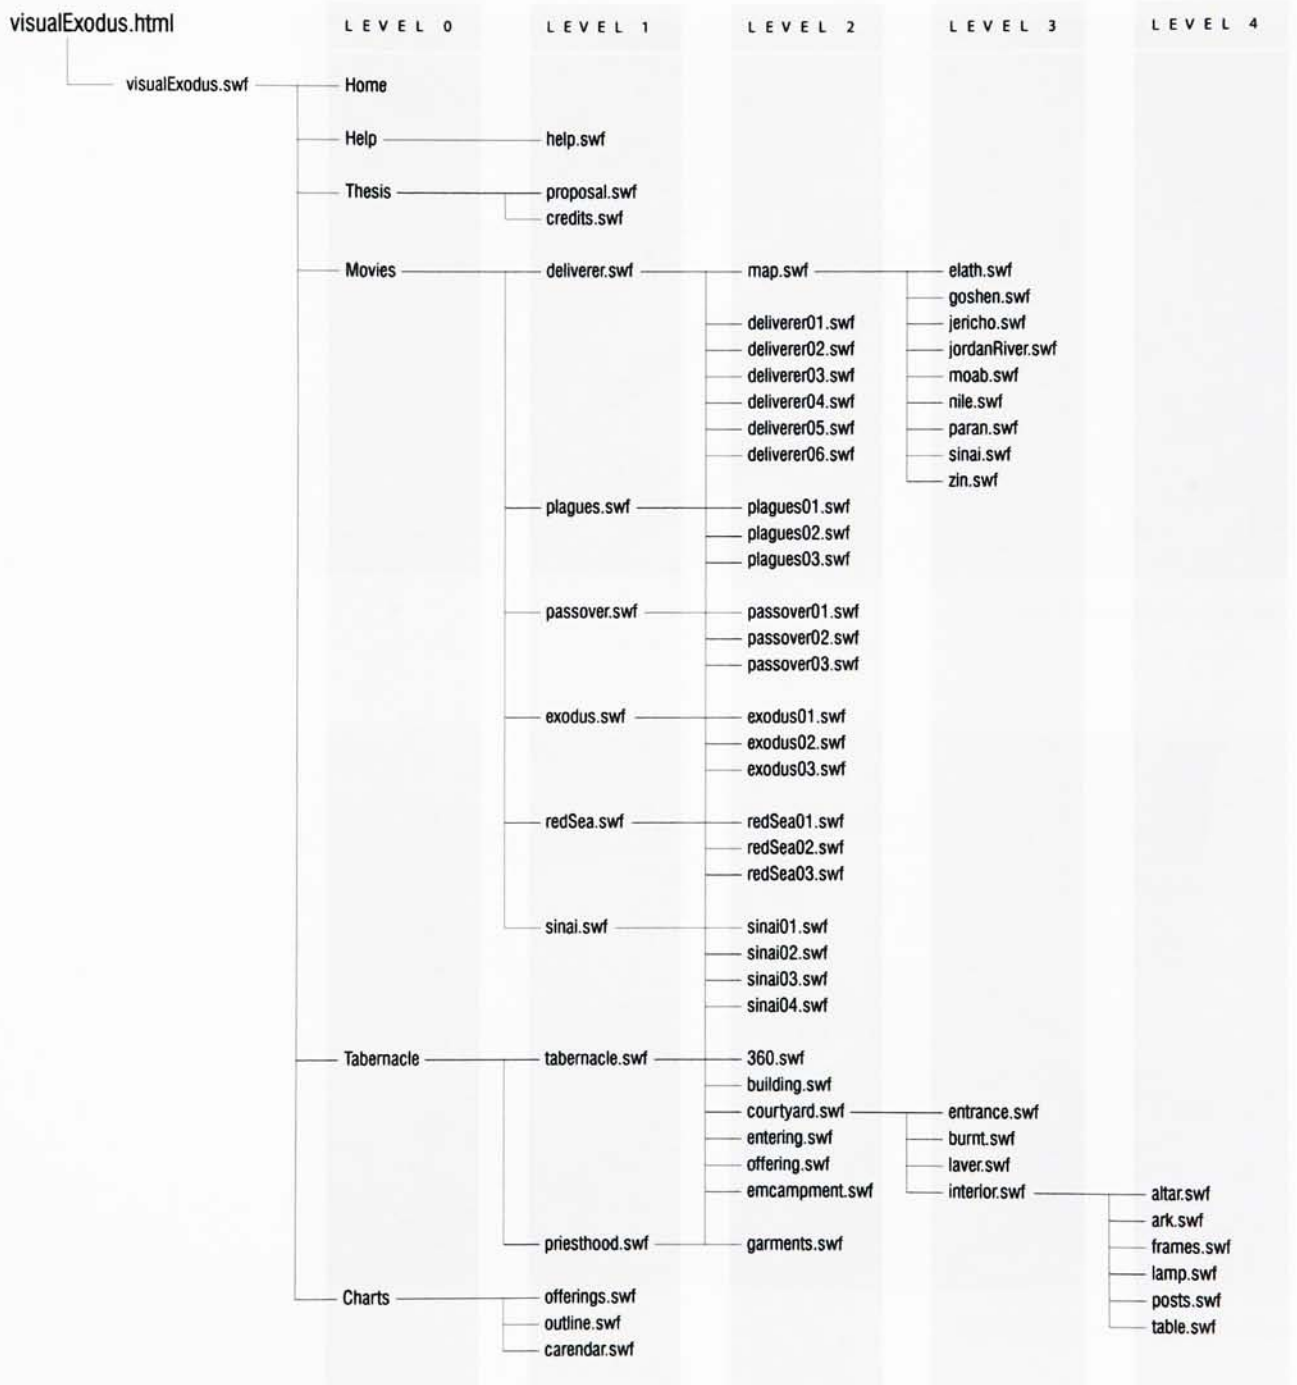 visualExodus.html LEVEL 0 LEVEL 1 LEVEL 2 LEVEL 3 LEVEL 4
visualExodus.swf Home
Help help.swf
Thesis proposal.swf
credits.swf
Movies deliverer.swf map.swf elath.swf
goshen.swf
deliverer01.swf jericho.swf
deliverer02.swf jordanRiver.swf
deliverer03.swf moab.swf
deliverer04.swf nile.swf
deliverer05.swf paran.swf
deliverer06.swf sinai.swf
zin.swf
plagues.swf plagues01.swf
plagues02.swf
plagues03.swf
passover.swf passover01.swf
passover02.swf
passover03.swf
exodus.swf exodus01.swf
exodus02.swf
exodus03.swf
redSea.swf redSea01.swf
redSea02.swf
redSea03.swf
sinai.swf sinai01.swf
sinai02.swf
sinai03.swf
sinai04.swf
Tabernacle tabernacle.swf 360.swf
building.swf
courtyard.swf entrance.swf
entering.swf burnt.swf
offering.swf laver.swf
emcampment.swf interior.swf altar.swf
ark.swf
priesthood.swf garments.swf frames.swf
lamp.swf
Charts offerings.swf posts.swf
outline.swf table.swf
carendar.swf